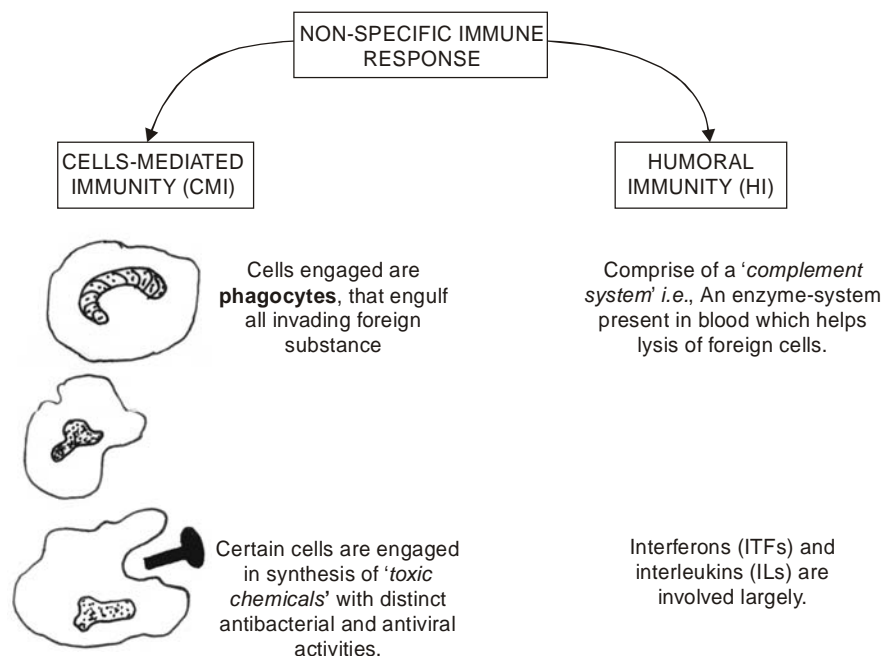 NON-SPECIFIC IMMUNE
RESPONSE
CELLS-MEDIATED
IMMUNITY (CMI)
HUMORAL
IMMUNITY (HI)
Cells engaged are
phagocytes, that engulf
all invading foreign
substance
Comprise of a ‘complement
system’ i.e., An enzyme-system
present in blood which helps
lysis of foreign cells.
Certain cells are engaged
in synthesis of ‘toxic
chemicals’ with distinct
antibacterial and antiviral
activities.
Interferons (ITFs) and
interleukins (ILs) are
involved largely.